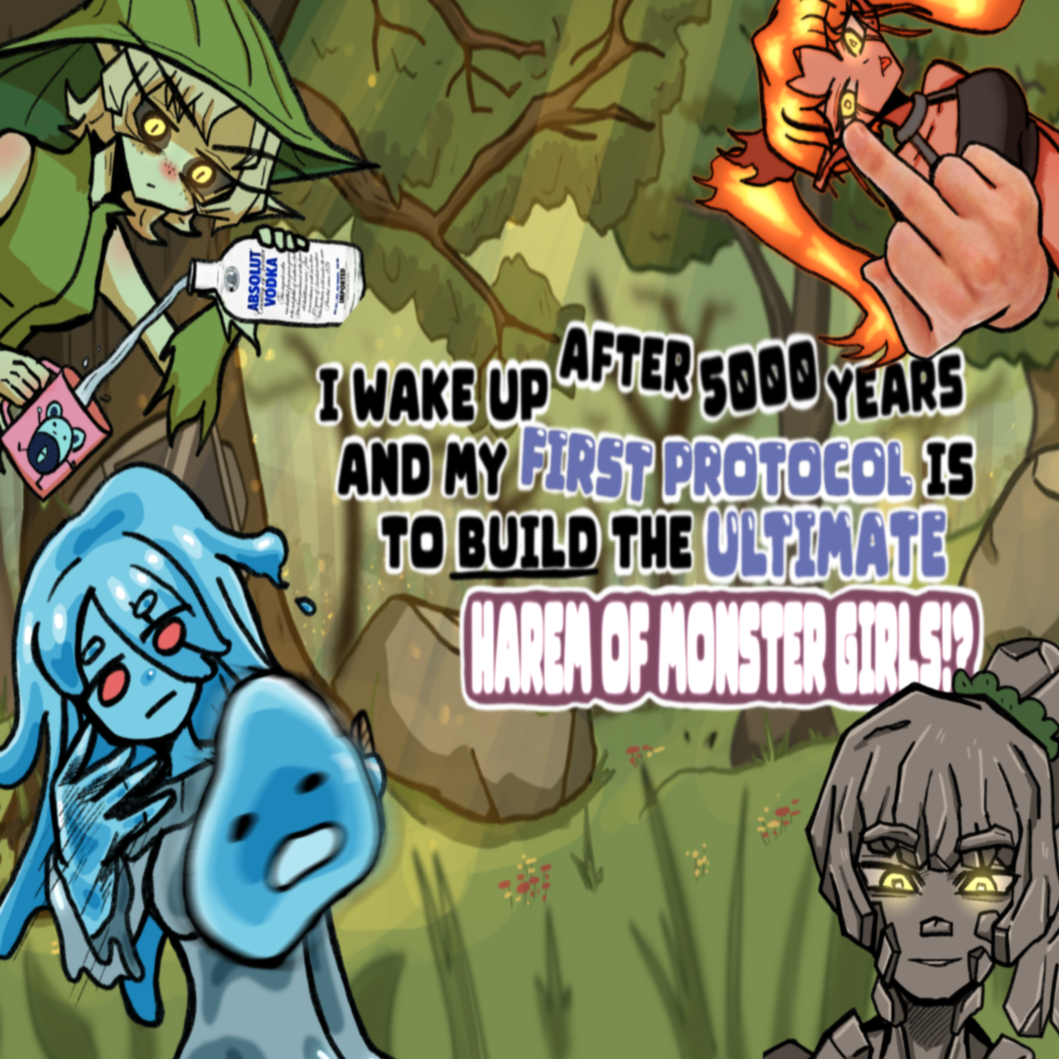 ABSOLUT
VODKA
IMPORTED
I WAKE UP AFTER 5000 YEARS
AND MY FIRST PROTOCOL IS
TO BUILD THE ULTIMATE
HAREM OF MONSTER GIRLS!?